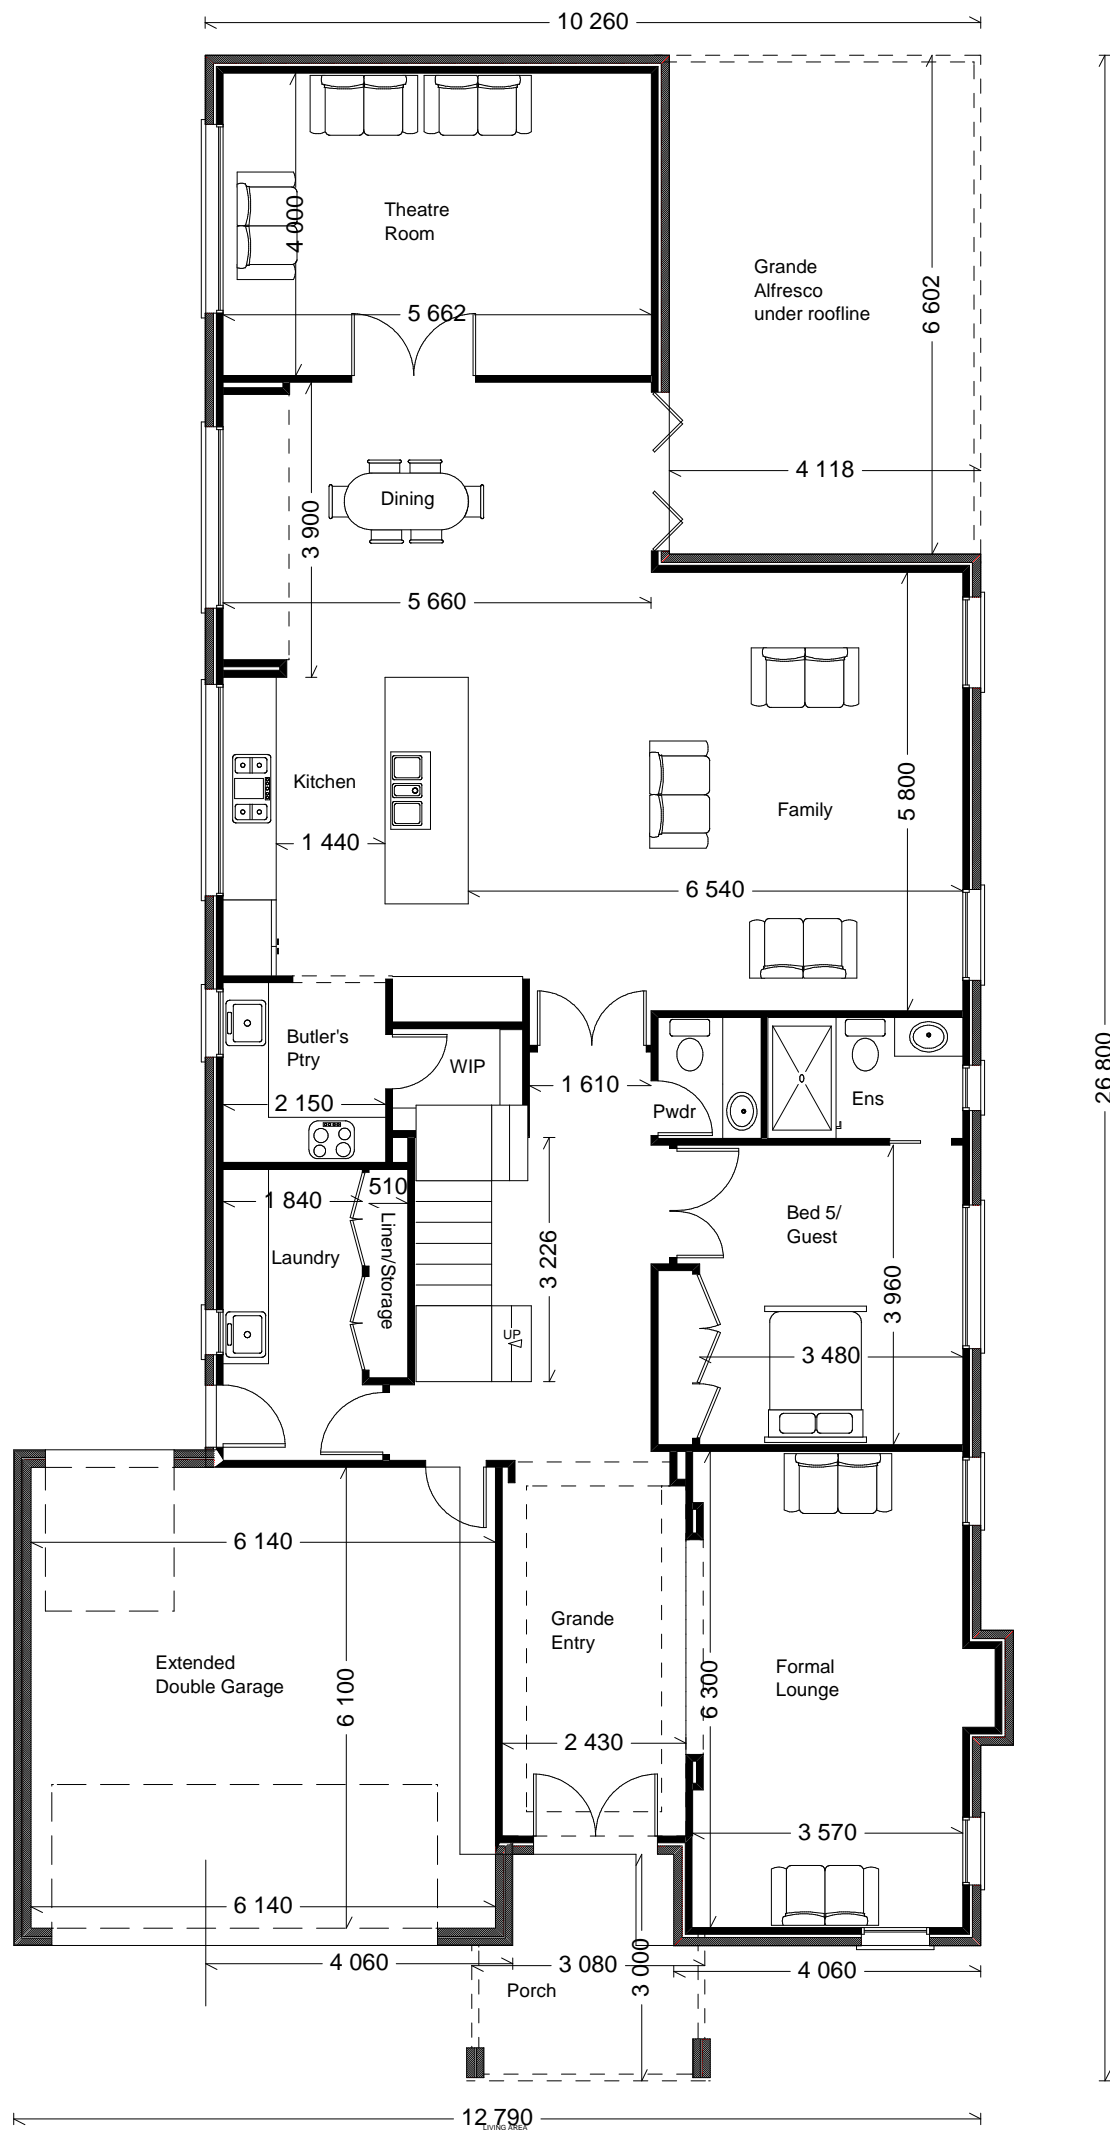 10 260
Theatre
Room
4 000
5 662
Grande
Alfresco
under roofline
6 602
4 118
Dining
3 900
5 660
Kitchen
1 440
5 800
Family
6 540
26 800
Butler's
Ptry
WIP
2 150
1 610
Pwdr
Ens
1 840
510
Laundry
Linen/Storage
3 226
UP
Bed 5/
Guest
3 960
3 480
6 140
Extended
Double Garage
6 100
Grande
Entry
2 430
6 300
Formal
Lounge
3 570
6 140
4 060
3 080
3 000
4 060
Porch
12 790
LIVING AREA